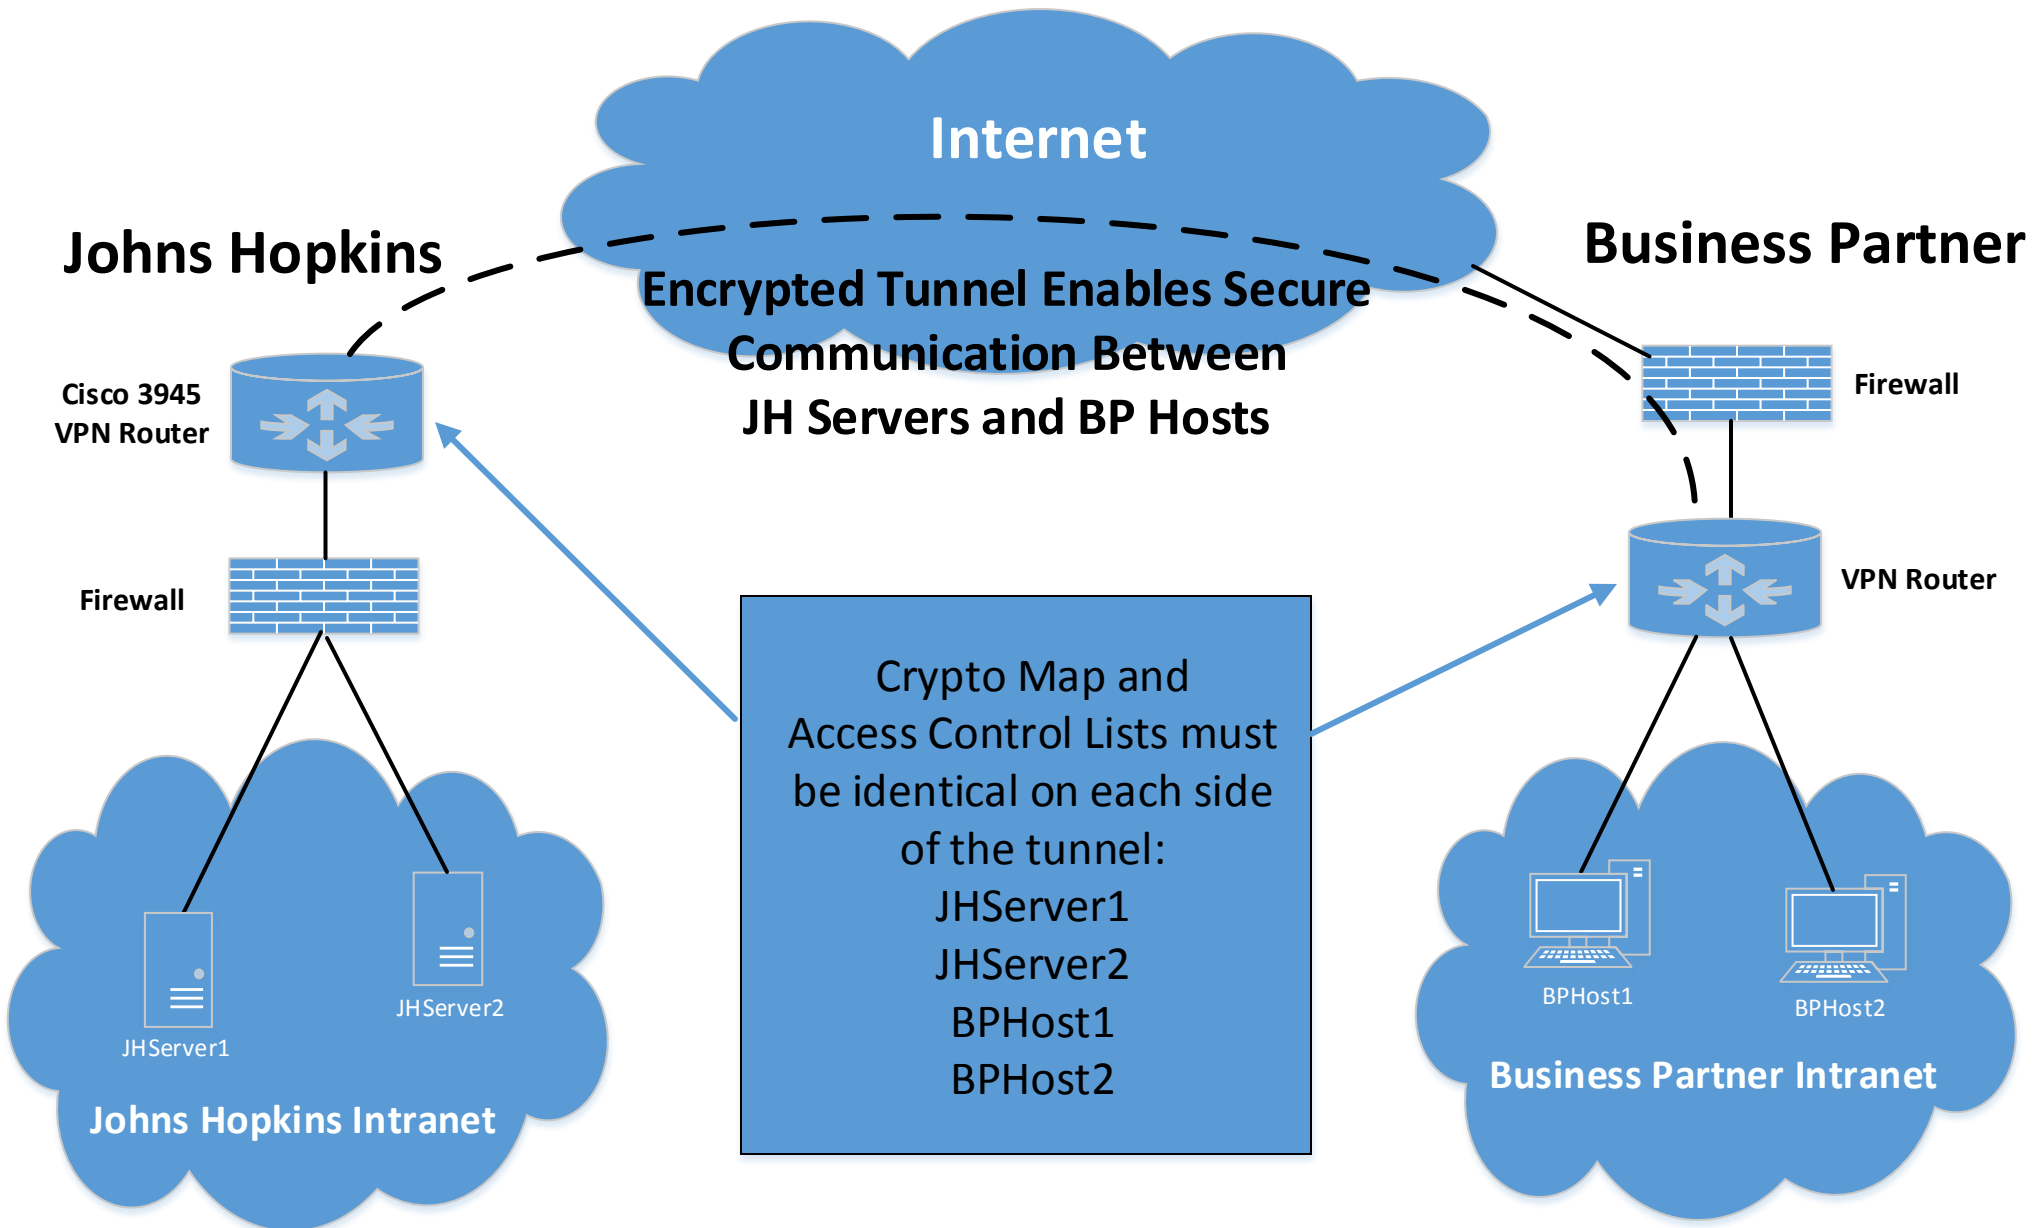 Internet
Johns Hopkins
Business Partner
Encrypted Tunnel Enables Secure
Communication Between
JH Servers and BP Hosts
Cisco 3945
VPN Router
Firewall
Firewall
VPN Router
Crypto Map and
Access Control Lists must
be identical on each side
of the tunnel:
JHServer1
JHServer2
BPHost1
BPHost2
JHServer1
JHServer2
Johns Hopkins Intranet
BPHost1
BPHost2
Business Partner Intranet